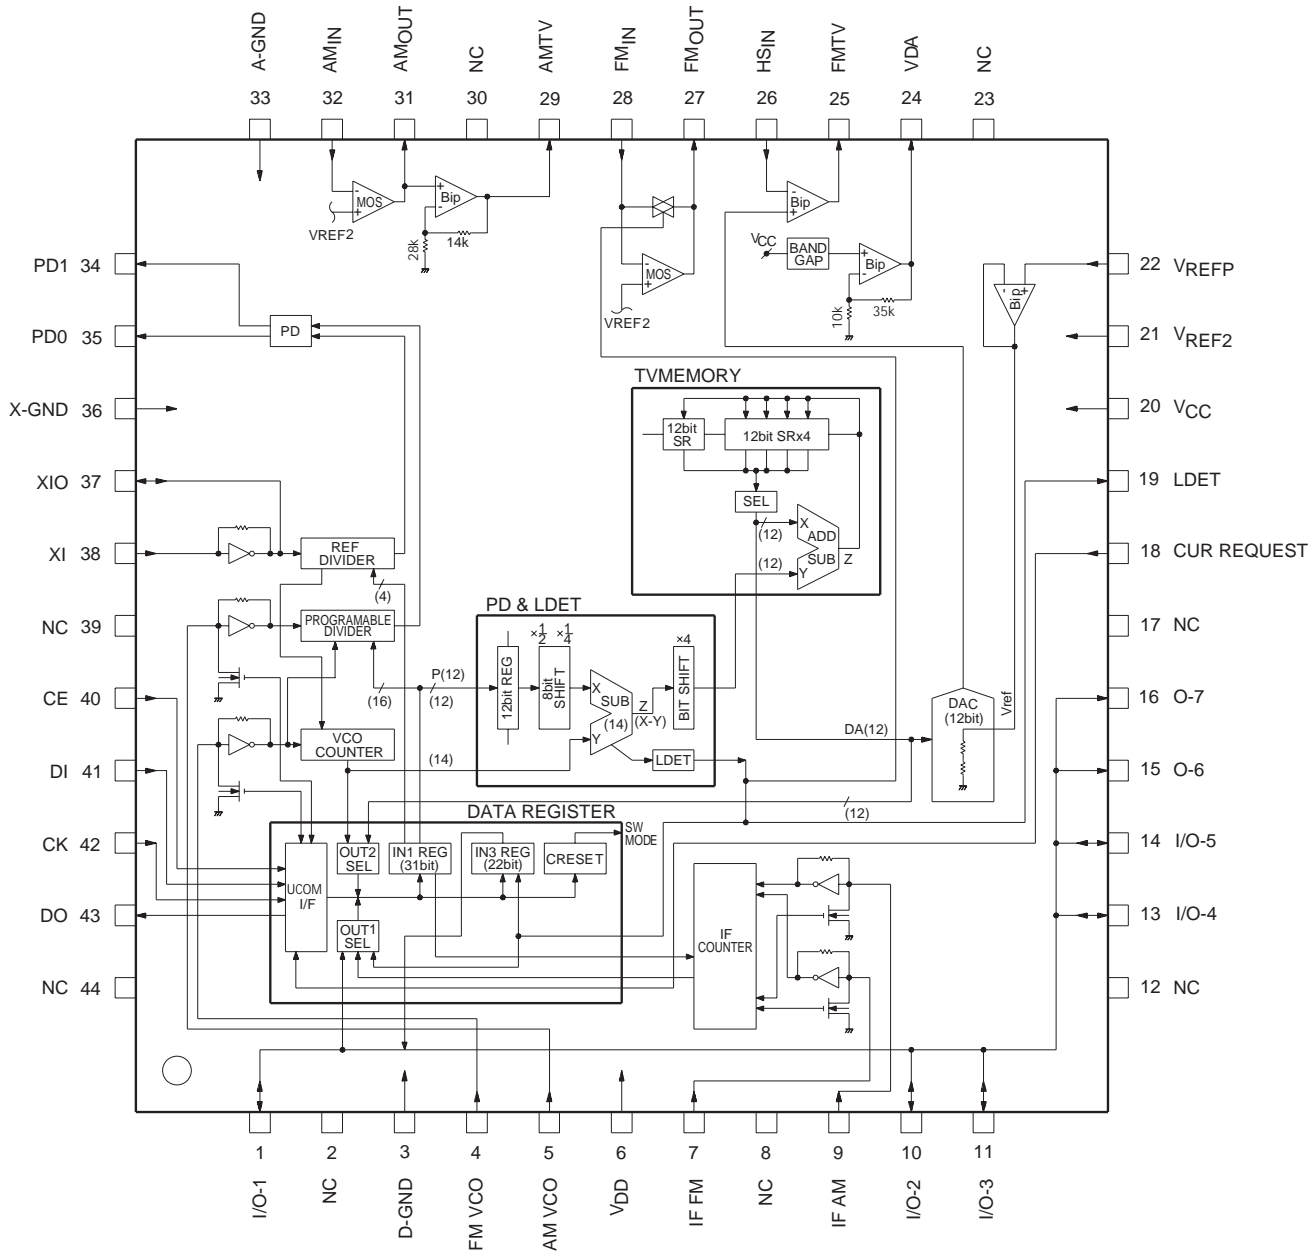 A-GND
AMIN
AMOUT
NC
AMTV
FMIN
FMOUT
HSIN
FMTV
VDA
NC
33
32
31
30
29
28
27
26
25
24
23
MOS
VREF2
Bip
28k
14k
MOS
VREF2
Bip
VCC
BAND
GAP
Bip
10k
35k
Bip
PD1 34
PD0 35
X-GND 36
XIO 37
XI 38
NC 39
CE 40
DI 41
CK 42
DO 43
NC 44
22 VREFP
21 VREF2
20 VCC
19 LDET
18 CUR REQUEST
17 NC
16 O-7
15 O-6
14 I/O-5
13 I/O-4
12 NC
PD
TVMEMORY
12bit
SR
12bit SRx4
SEL
(12)
X
ADD
SUB
Z
(12)
Y
REF
DIVIDER
(4)
PROGRAMABLE
DIVIDER
(16)
P(12)
(12)
VCO
COUNTER
(14)
PD & LDET
×1/2
×1/4
×4
12bit REG
8bit
SHIFT
X
SUB
(14)
Y
Z
(X-Y)
BIT SHIFT
LDET
DA(12)
DAC
(12bit)
Vref
(12)
DATA REGISTER
SW
MODE
UCOM
I/F
OUT2
SEL
IN1 REG
(31bit)
IN3 REG
(22bit)
CRESET
OUT1
SEL
IF
COUNTER
1
2
3
4
5
6
7
8
9
10
11
I/O-1
NC
D-GND
FM VCO
AM VCO
VDD
IF FM
NC
IF AM
I/O-2
I/O-3